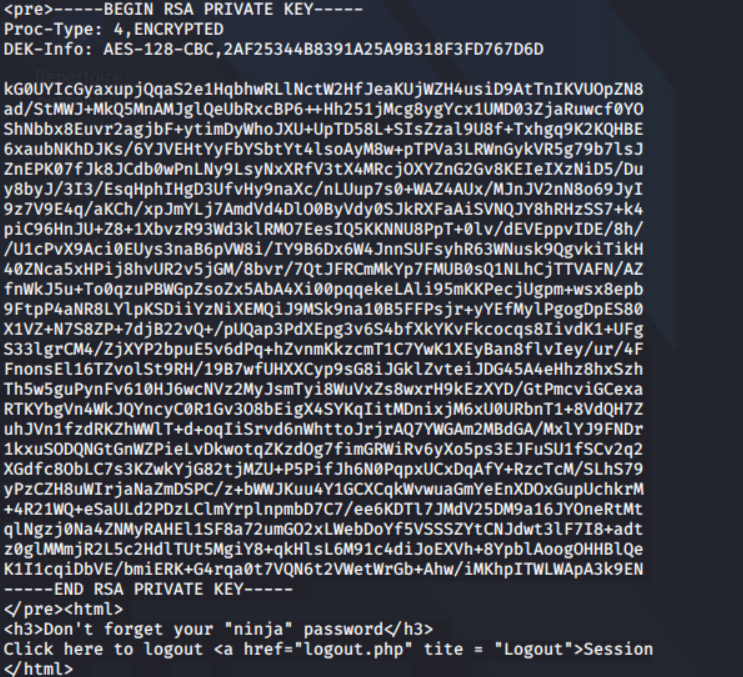 <pre>-----BEGIN RSA PRIVATE KEY-----
Proc-Type: 4,ENCRYPTED
DEK-Info: AES-128-CBC,2AF25344B8391A25A9B318F3FD767D6D

kG0UYIcGyaxupjQqaS2e1HqbhwRLlNctW2HfJeaKUjWZH4usiD9AtTnIKVUOpZN8
ad/StMWJ+MkQ5MnAMJglQeUbRxcBP6++Hh251jMcg8ygYcx1UMD03ZjaRuwcf0YO
ShNbbx8Euvr2agjbF+ytimDyWhoJXU+UpTD58L+SIsZzal9U8f+Txhgq9K2KQHBE
6xaubNKhDJKs/6YJVEHtYyFbYSbtYt4lsoAyM8w+pTPVa3LRWnGykVR5g79b7lsJ
ZnEPK07fJk8JCdb0wPnLNy9LsyNxXRfV3tX4MRcjOXYZnG2Gv8KEIeIXzNiD5/Du
y8byJ/3I3/EsqHphIHgD3UfvHy9naXc/nLUup7s0+WAZ4AUx/MJnJV2nN8o69JyI
9z7V9E4q/aKCh/xpJmYLj7AmdVd4DlO0ByVdy0SJkRXFaAiSVNQJY8hRHzSS7+k4
piC96HnJU+Z8+1XbvzR93Wd3klRMO7EesIQ5KKNNU8PpT+0lv/dEVEppvIDE/8h/
/U1cPvX9Aci0EUys3naB6pVW8i/IY9B6Dx6W4JnnSUFsyhR63WNusk9QgvkiTikH
40ZNca5xHPij8hvUR2v5jGM/8bvr/7QtJFRCmMkYp7FMUB0sQ1NLhCjTTVAFN/AZ
fnWkJ5u+To0qzuPBWGpZsoZx5AbA4Xi00pqqekeLAli95mKKPecjUgpm+wsx8epb
9FtpP4aNR8LYlpKSDiiYzNiXEMQiJ9MSk9na10B5FFPsjr+yYEfMylPgogDpES80
X1VZ+N7S8ZP+7djB22vQ+/pUQap3PdXEpg3v6S4bfXkYKvFkcocqs8IivdK1+UFg
S33lgrCM4/ZjXYP2bpuE5v6dPq+hZvnmKkzcmT1C7YwK1XEyBan8flvIey/ur/4F
FnonsEl16TZvolSt9RH/19B7wfUHXXCyp9sG8iJGklZvteiJDG45A4eHhz8hxSzh
Th5w5guPynFv610HJ6wcNVz2MyJsmTyi8WuVxZs8wxrH9kEzXYD/GtPmcviGCexa
RTKYbgVn4WkJQYncyC0R1Gv3O8bEigX4SYKqIitMDnixjM6xU0URbnT1+8VdQH7Z
uhJVn1fzdRKZhWWlT+d+oqIiSrvd6nWhttoJrjrAQ7YWGAm2MBdGA/MxlYJ9FNDr
1kxuSODQNGtGnWZPieLvDkwotqZKzdOg7fimGRWiRv6yXo5ps3EJFuSU1fSCv2q2
XGdfc8ObLC7s3KZwkYjG82tjMZU+P5PifJh6N0PqpxUCxDqAfY+RzcTcM/SLhS79
yPzCZH8uWIrjaNaZmDSPC/z+bWWJKuu4Y1GCXCqkWvwuaGmYeEnXDOxGupUchkrM
+4R21WQ+eSaULd2PDzLClmYrplnpmbD7C7/ee6KDTl7JMdV25DM9a16JYOneRtMt
qlNgzj0Na4ZNMyRAHEl1SF8a72umGO2xLWebDoYf5VSSSZYtCNJdwt3lF7I8+adt
z0glMMmjR2L5c2HdlTUt5MgiY8+qkHlsL6M91c4diJoEXVh+8YpblAoogOHHBlQe
K1I1cqiDbVE/bmiERK+G4rqa0t7VQN6t2VWetWrGb+Ahw/iMKhpITWLWApA3k9EN
-----END RSA PRIVATE KEY-----
</pre><html>
<h3>Don't forget your "ninja" password</h3>
Click here to logout <a href="logout.php" tite = "Logout">Session
</html>